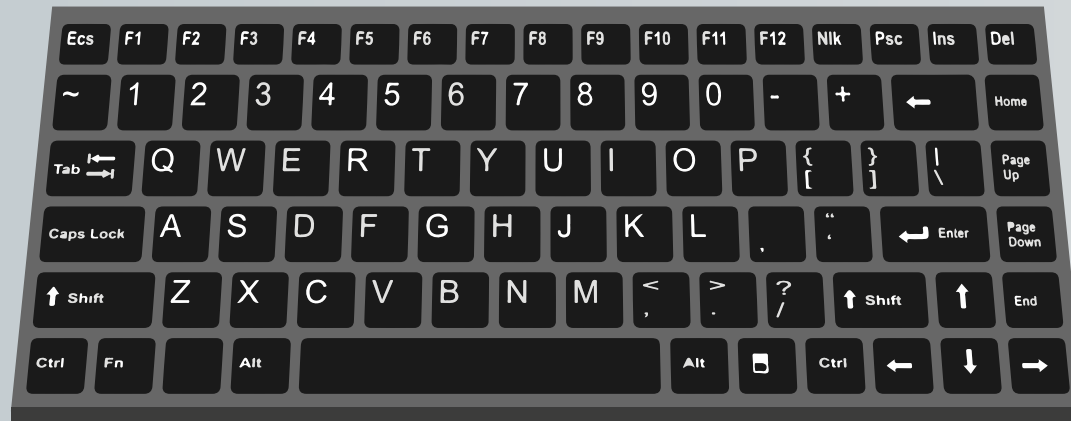 Ecs F1 F2 F3 F4 F5 F6 F7 F8 F9 F10 F11 F12 Nlk Psc Ins Del
~ 1 2 3 4 5 6 7 8 9 0 - + ← Home
Tab Q W E R T Y U I O P { [ } ] | \ Page Up
Caps Lock A S D F G H J K L , “ ‘ Enter Page Down
Shift Z X C V B N M < , > . ? / Shift ↑ End
Ctrl Fn Alt Alt Ctrl ← ↓ →